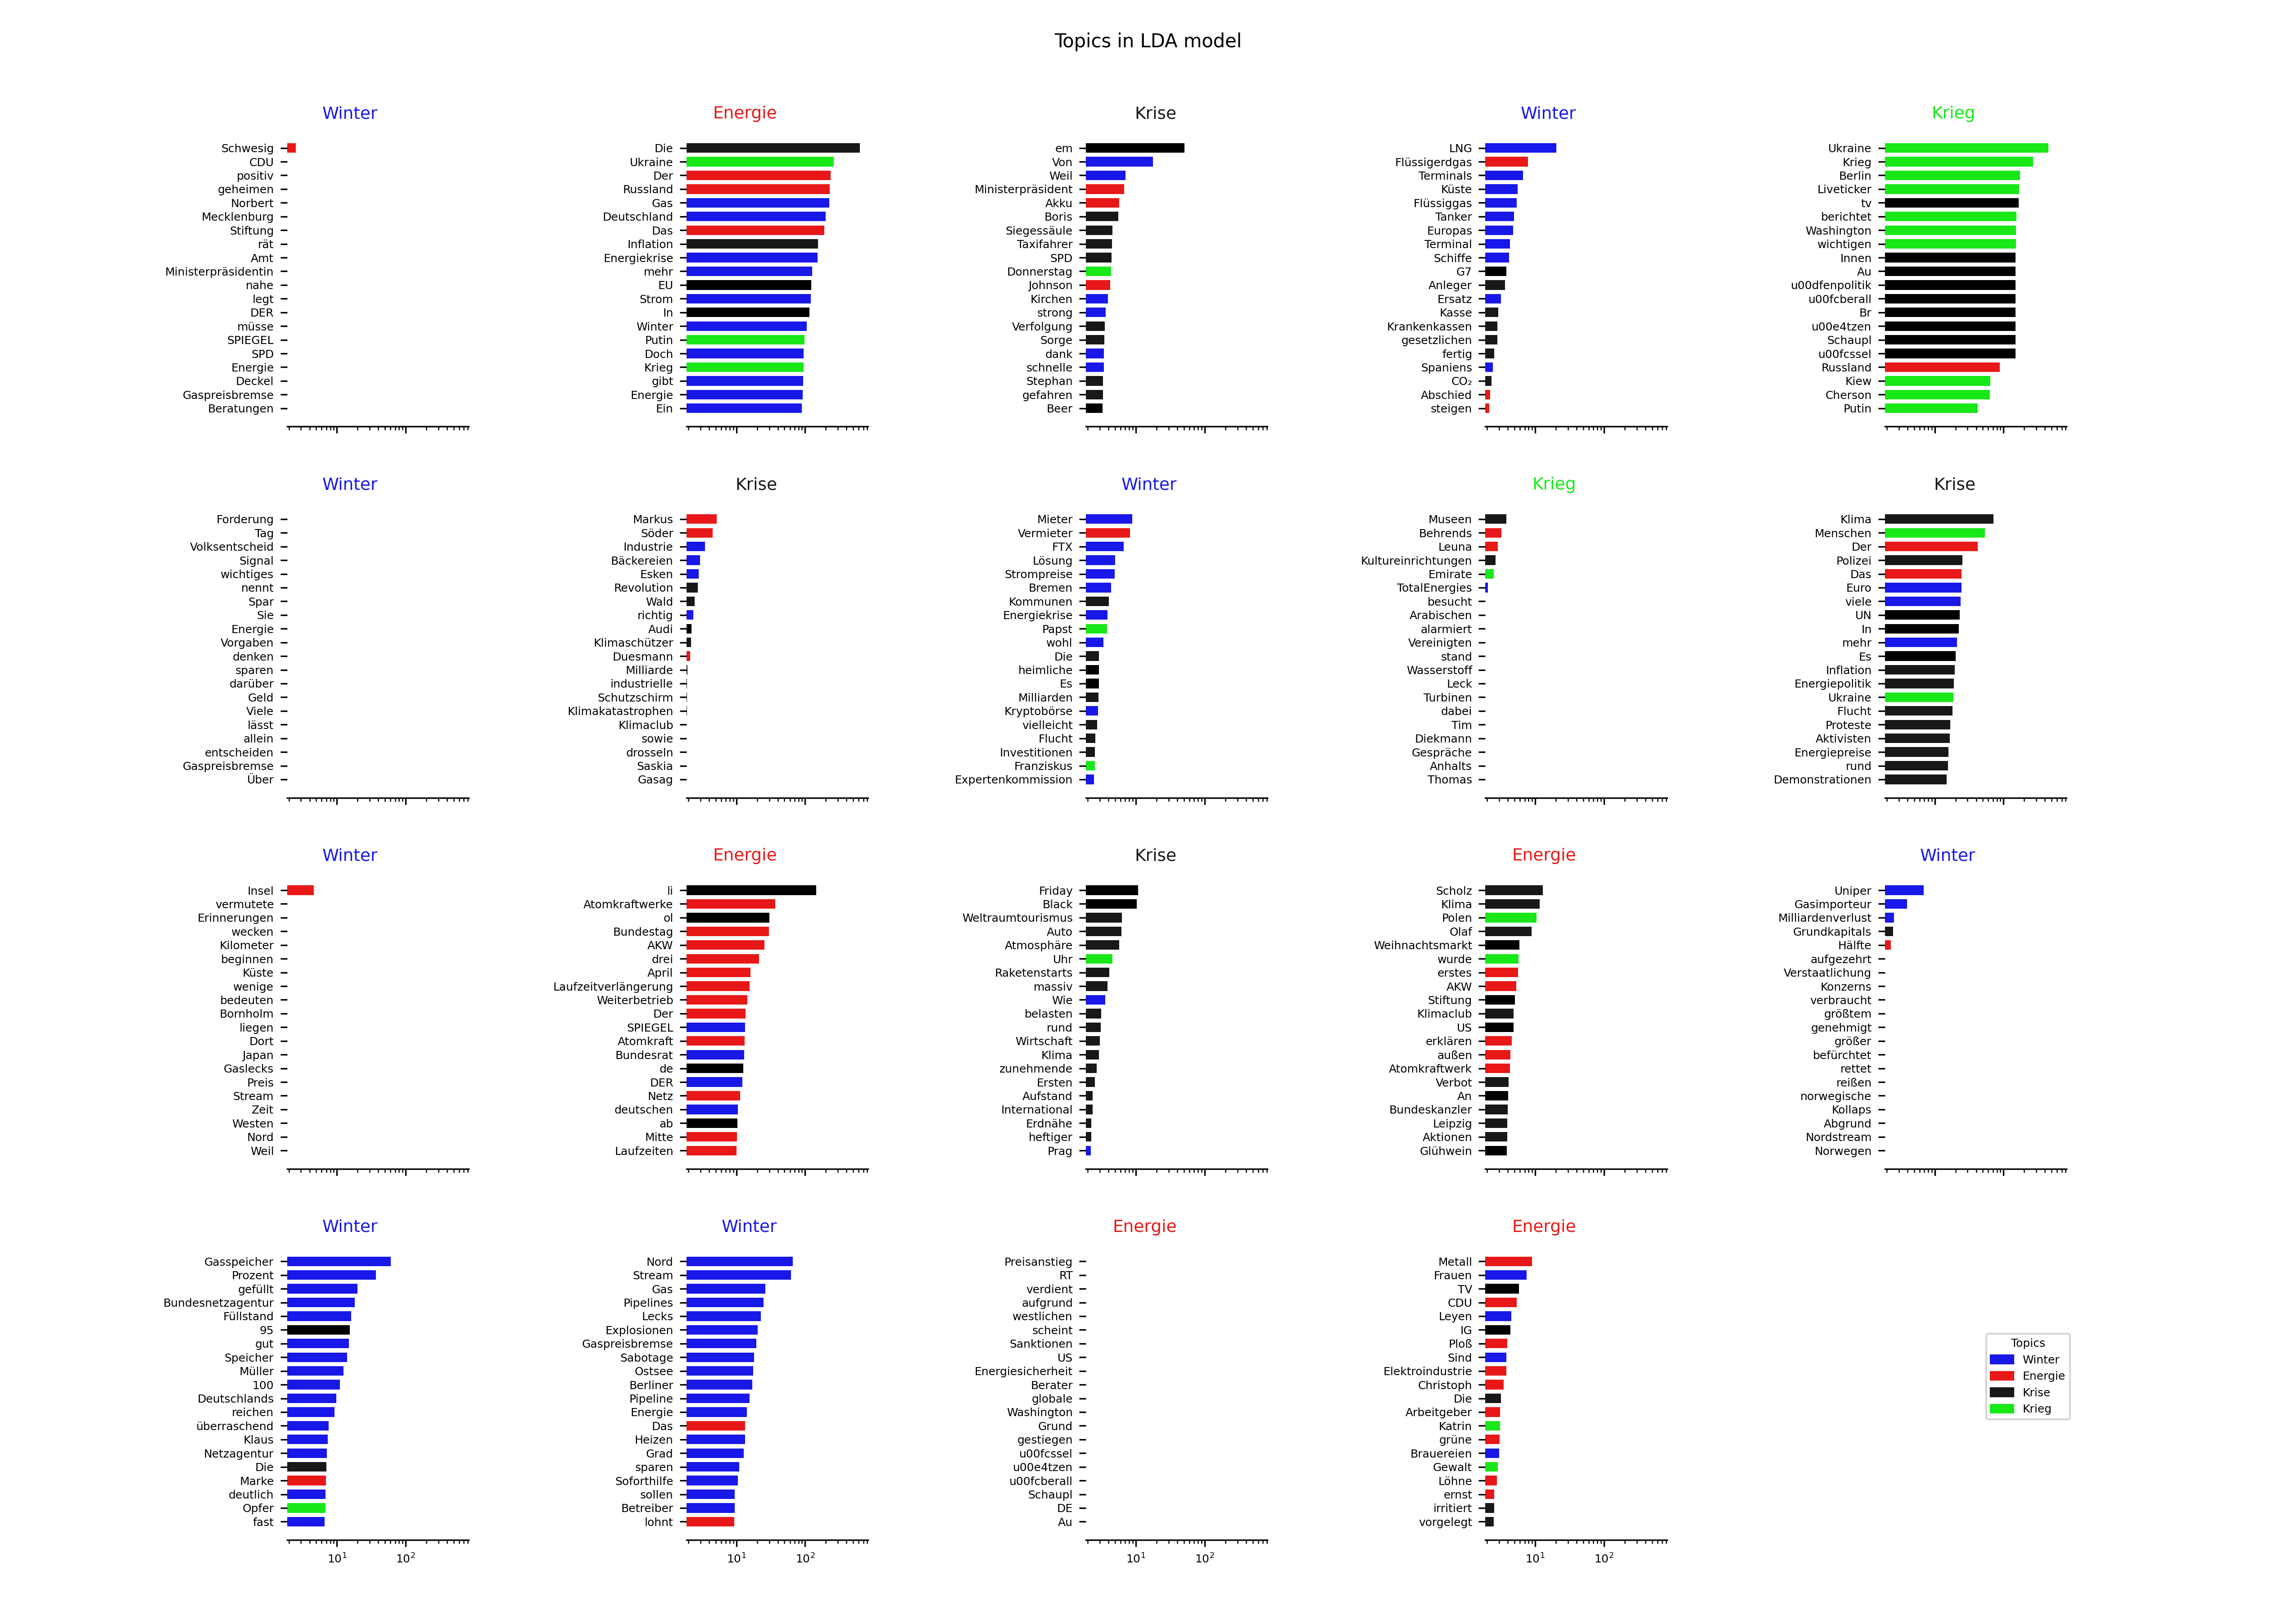 Topics in LDA model
Winter
Schwesig
CDU
positiv
geheimen
Norbert
Mecklenburg
Stiftung
rät
Amt
Ministerpräsidentin
nahe
legt
DER
müsse
SPIEGEL
SPD
Energie
Deckel
Gaspreisbremse
Beratungen
Energie
Die
Ukraine
Der
Russland
Gas
Deutschland
Das
Inflation
Energiekrise
mehr
EU
Strom
In
Winter
Putin
Doch
Krieg
gibt
Energie
Ein
Krise
em
Von
Weil
Ministerpräsident
Akku
Boris
Siegessäule
Taxifahrer
SPD
Donnerstag
Johnson
Kirchen
strong
Verfolgung
Sorge
dank
schnelle
Stephan
gefahren
Beer
Winter
LNG
Flüssigerdgas
Terminals
Küste
Flüssiggas
Tanker
Europas
Terminal
Schiffe
G7
Anleger
Ersatz
Kasse
Krankenkassen
gesetzlichen
fertig
Spaniens
CO₂
Abschied
steigen
Krieg
Ukraine
Krieg
Berlin
Liveticker
tv
berichtet
Washington
wichtigen
Innen
Au
u00dfenpolitik
u00fcberall
Br
u00e4tzen
Schaupl
u00fcssel
Russland
Kiew
Cherson
Putin
Winter
Forderung
Tag
Volksentscheid
Signal
wichtiges
nennt
Spar
Sie
Energie
Vorgaben
denken
sparen
darüber
Geld
Viele
lässt
allein
entscheiden
Gaspreisbremse
Über
Krise
Markus
Söder
Industrie
Bäckereien
Esken
Revolution
Wald
richtig
Audi
Klimaschützer
Duesmann
Milliarde
industrielle
Schutzschirm
Klimakatastrophen
Klimaclub
sowie
drosseln
Saskia
Gasag
Winter
Mieter
Vermieter
FTX
Lösung
Strompreise
Bremen
Kommunen
Energiekrise
Papst
wohl
Die
heimliche
Es
Milliarden
Kryptobörse
vielleicht
Flucht
Investitionen
Franziskus
Expertenkommission
Krieg
Museen
Behrends
Leuna
Kultureinrichtungen
Emirate
TotalEnergies
besucht
Arabischen
alarmiert
Vereinigten
stand
Wasserstoff
Leck
Turbinen
dabei
Tim
Diekmann
Gespräche
Anhalts
Thomas
Krise
Klima
Menschen
Der
Polizei
Das
Euro
viele
UN
In
mehr
Es
Inflation
Energiepolitik
Ukraine
Flucht
Proteste
Aktivisten
Energiepreise
rund
Demonstrationen
Winter
Insel
vermutete
Erinnerungen
wecken
Kilometer
beginnen
Küste
wenige
bedeuten
Bornholm
liegen
Dort
Japan
Gaslecks
Preis
Stream
Zeit
Westen
Nord
Weil
Energie
li
Atomkraftwerke
ol
Bundestag
AKW
drei
April
Laufzeitverlängerung
Weiterbetrieb
Der
SPIEGEL
Atomkraft
Bundesrat
de
DER
Netz
deutschen
ab
Mitte
Laufzeiten
Krise
Friday
Black
Weltraumtourismus
Auto
Atmosphäre
Uhr
Raketenstarts
massiv
Wie
belasten
rund
Wirtschaft
Klima
zunehmende
Ersten
Aufstand
International
Erdnähe
heftiger
Prag
Energie
Scholz
Klima
Polen
Olaf
Weihnachtsmarkt
wurde
erstes
AKW
Stiftung
Klimaclub
US
erklären
außen
Atomkraftwerk
Verbot
An
Bundeskanzler
Leipzig
Aktionen
Glühwein
Winter
Uniper
Gasimporteur
Milliardenverlust
Grundkapitals
Hälfte
aufgezehrt
Verstaatlichung
Konzerns
verbraucht
größtem
genehmigt
größer
befürchtet
rettet
reißen
norwegische
Kollaps
Abgrund
Nordstream
Norwegen
Winter
Gasspeicher
Prozent
gefüllt
Bundesnetzagentur
Füllstand
95
gut
Speicher
Müller
100
Deutschlands
reichen
überraschend
Klaus
Netzagentur
Die
Marke
deutlich
Opfer
fast
10¹ 10²
Winter
Nord
Stream
Gas
Pipelines
Lecks
Explosionen
Gaspreisbremse
Sabotage
Ostsee
Berliner
Pipeline
Energie
Das
Heizen
Grad
sparen
Soforthilfe
sollen
Betreiber
lohnt
10¹ 10²
Energie
Preisanstieg
RT
verdient
aufgrund
westlichen
scheint
Sanktionen
US
Energiesicherheit
Berater
globale
Washington
Grund
gestiegen
u00fcssel
u00e4tzen
u00fcberall
Schaupl
DE
Au
10¹ 10²
Energie
Metall
Frauen
TV
CDU
Leyen
IG
Ploß
Sind
Elektroindustrie
Christoph
Die
Arbeitgeber
Katrin
grüne
Brauereien
Gewalt
Löhne
ernst
irritiert
vorgelegt
10¹ 10²
Topics
Winter
Energie
Krise
Krieg